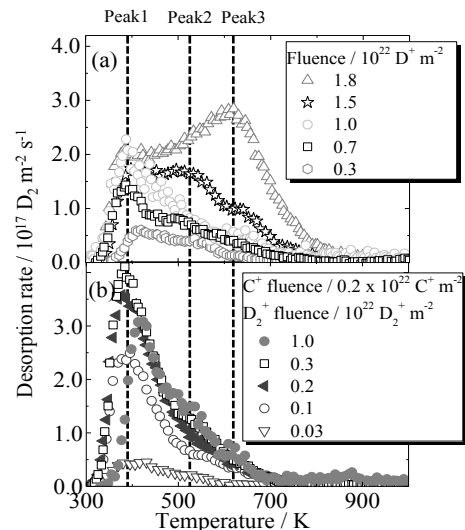 Peak1 Peak2 Peak3
(a)
Fluence / 10²² D⁺ m⁻²
1.8
1.5
1.0
0.7
0.3
4.0
3.0
2.0
1.0
0.0
Desorption rate / 10¹⁷ D₂ m⁻² s⁻¹
(b)
C⁺ fluence / 0.2 x 10²² C⁺ m⁻²
D₂⁺ fluence / 10²² D₂⁺ m⁻²
1.0
0.3
0.2
0.1
0.03
3.0
2.0
1.0
0.0
300 500 700 900
Temperature / K